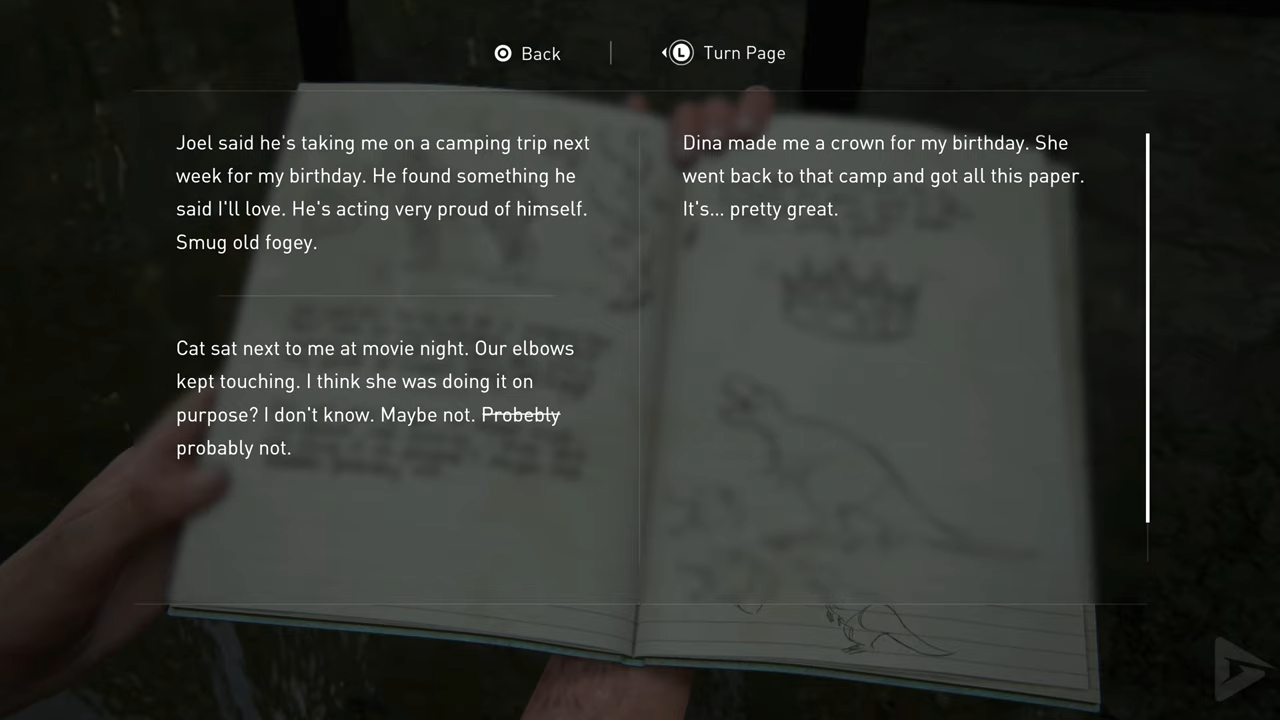 Back
L Turn Page
Joel said he's taking me on a camping trip next
week for my birthday. He found something he
said I'll love. He's acting very proud of himself.
Smug old fogey.
Cat sat next to me at movie night. Our elbows
kept touching. I think she was doing it on
purpose? I don't know. Maybe not. Probebly
probably not.
Dina made me a crown for my birthday. She
went back to that camp and got all this paper.
It's... pretty great.